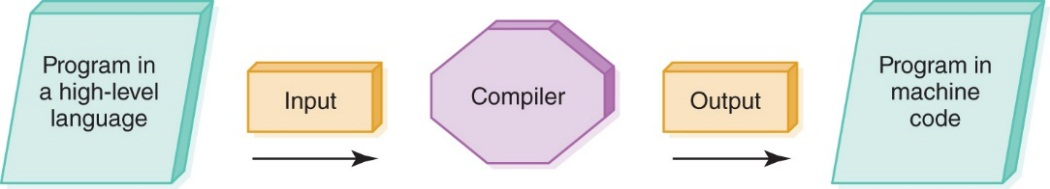 Program in
a high-level
language
Input
Compiler
Output
Program in
machine
code